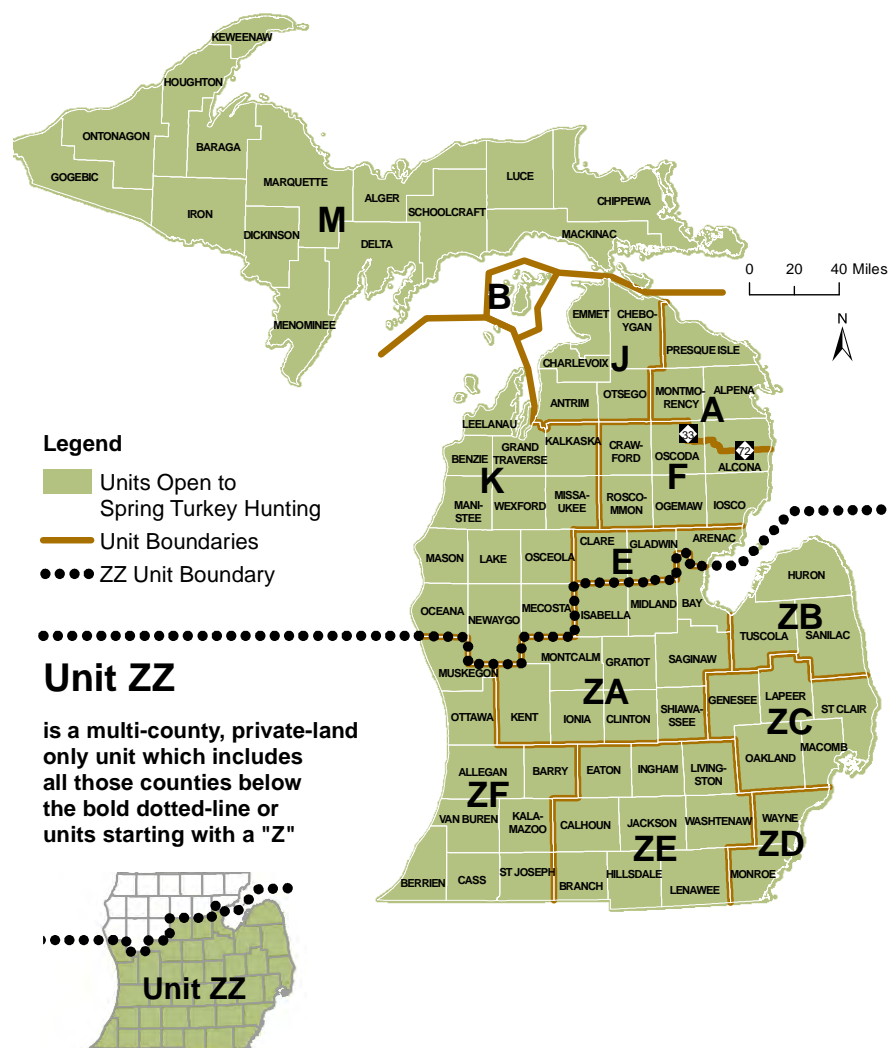 KEWEENAW
HOUGHTON
ONTONAGON
BARAGA
GOGEBIC
MARQUETTE
LUCE
ALGER
CHIPPEWA
SCHOOLCRAFT
IRON
M
DICKINSON
DELTA
MACKINAC
MENOMINEE
0 20 40 Miles
N
B
EMMET
CHEBO-
YGAN
PRESQUE ISLE
J
CHARLEVOIX
ANTRIM
OTSEGO
MONTMO-
RENCY
ALPENA
A
LEELANAU
BENZIE
GRAND
TRAVERSE
KALKASKA
CRAW-
FORD
OSCODA
33
72
ALCONA
K
F
MANI-
STEE
WEXFORD
MISSA-
UKEE
ROSCO-
MMON
OGEMAW
IOSCO
Legend
Units Open to
Spring Turkey Hunting
Unit Boundaries
ZZ Unit Boundary
MASON
LAKE
OSCEOLA
CLARE
GLADWIN
ARENAC
E
HURON
OCEANA
NEWAYGO
MECOSTA
ISABELLA
MIDLAND
BAY
ZB
TUSCOLA
SANILAC
Unit ZZ
is a multi-county, private-land
only unit which includes
all those counties below
the bold dotted-line or
units starting with a "Z"
MUSKEGON
MONTCALM
GRATIOT
SAGINAW
ZA
OTTAWA
KENT
IONIA
CLINTON
SHIAWA-
SSEE
GENESEE
LAPEER
ST CLAIR
ZC
OAKLAND
MACOMB
ALLEGAN
BARRY
EATON
INGHAM
LIVING-
STON
ZF
VAN BUREN
KALA-
MAZOO
CALHOUN
JACKSON
WASHTENAW
WAYNE
ZE
ZD
BERRIEN
CASS
ST JOSEPH
BRANCH
HILLSDALE
LENAWEE
MONROE
Unit ZZ